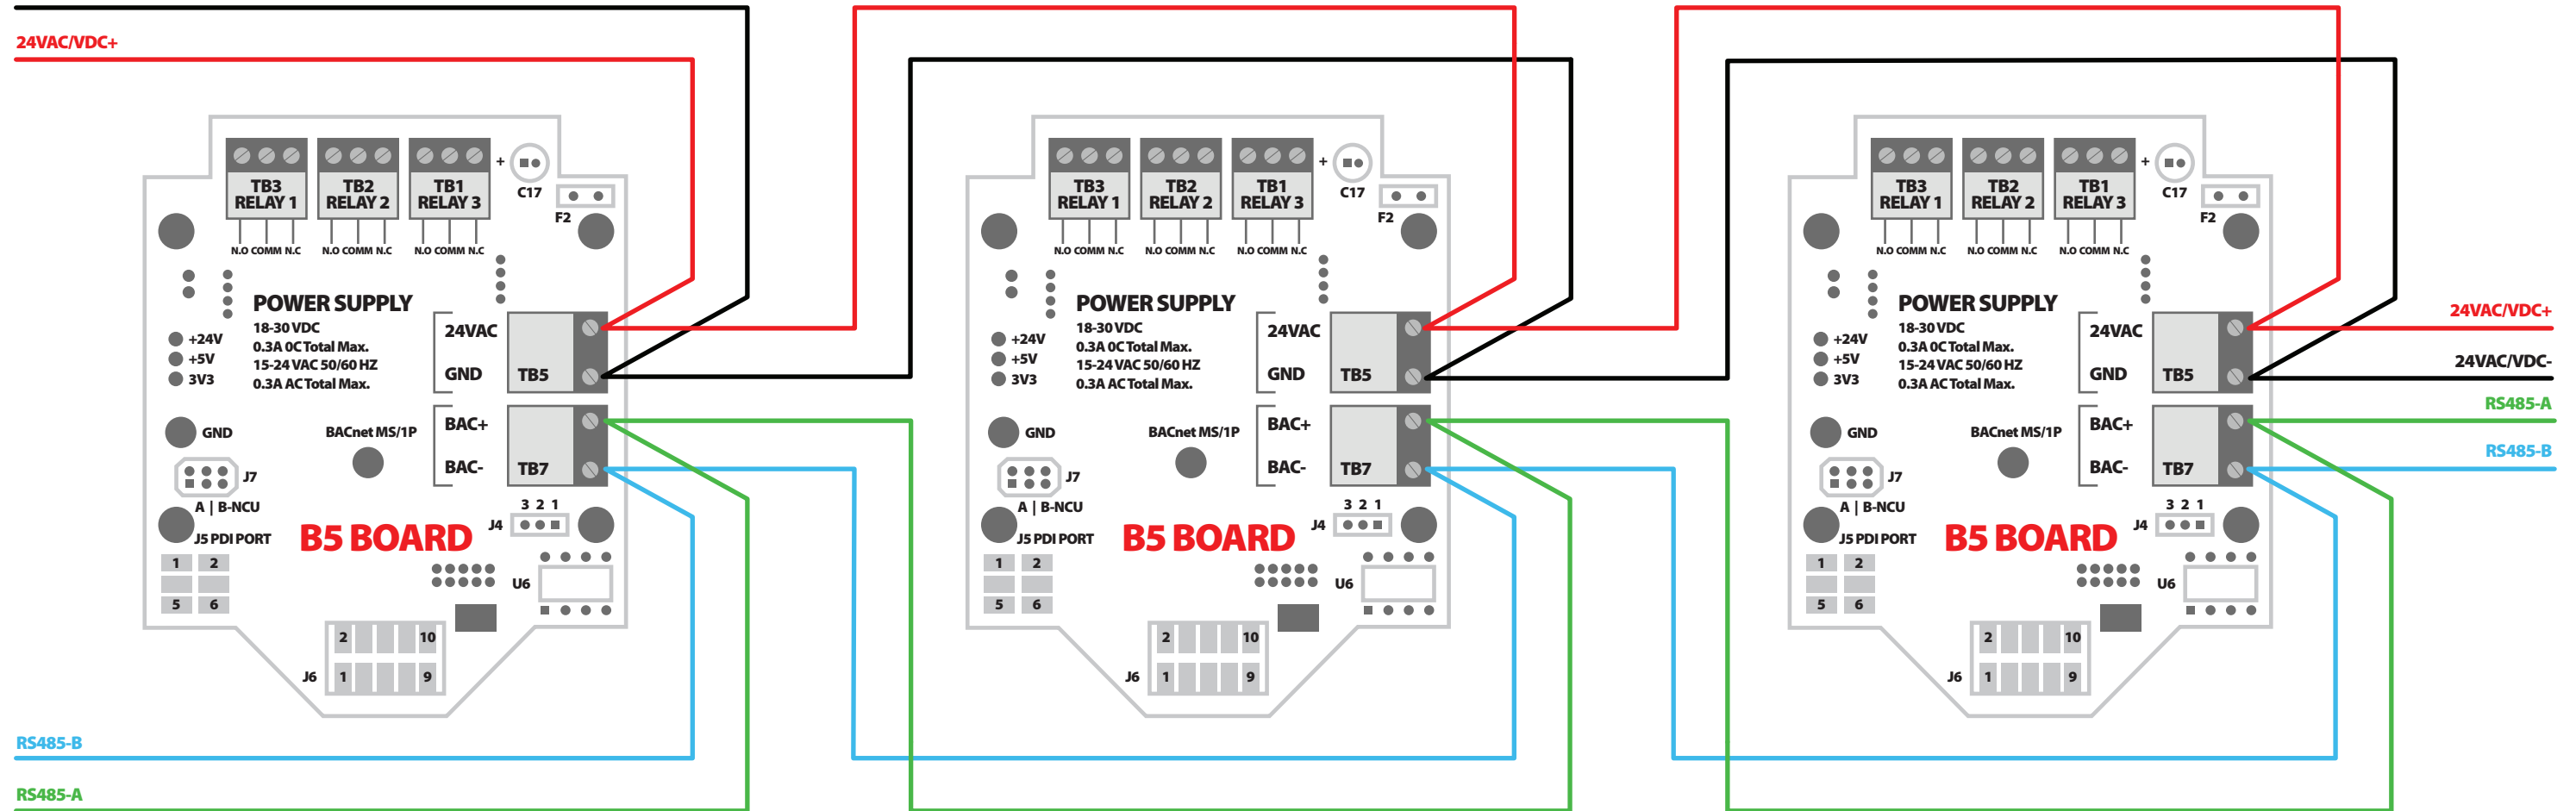 24VAC/VDC+
TB3
RELAY 1
TB2
RELAY 2
TB1
RELAY 3
+
C17
F2
N.O COMM N.C
N.O COMM N.C
N.O COMM N.C
POWER SUPPLY
18-30 VDC
0.3A 0C Total Max.
15-24 VAC 50/60 HZ
0.3A AC Total Max.
+24V
+5V
3V3
24VAC
GND
TB5
GND
BACnet MS/1P
BAC+
BAC-
TB7
J7
A | B-NCU
3 2 1
J4
J5 PDI PORT
B5 BOARD
1 2
5 6
U6
2 10
J6 1 9
TB3
RELAY 1
TB2
RELAY 2
TB1
RELAY 3
+
C17
F2
N.O COMM N.C
N.O COMM N.C
N.O COMM N.C
POWER SUPPLY
18-30 VDC
0.3A 0C Total Max.
15-24 VAC 50/60 HZ
0.3A AC Total Max.
+24V
+5V
3V3
24VAC
GND
TB5
GND
BACnet MS/1P
BAC+
BAC-
TB7
J7
A | B-NCU
3 2 1
J4
J5 PDI PORT
B5 BOARD
1 2
5 6
U6
2 10
J6 1 9
TB3
RELAY 1
TB2
RELAY 2
TB1
RELAY 3
+
C17
F2
N.O COMM N.C
N.O COMM N.C
N.O COMM N.C
POWER SUPPLY
18-30 VDC
0.3A 0C Total Max.
15-24 VAC 50/60 HZ
0.3A AC Total Max.
+24V
+5V
3V3
24VAC
GND
TB5
GND
BACnet MS/1P
BAC+
BAC-
TB7
J7
A | B-NCU
3 2 1
J4
J5 PDI PORT
B5 BOARD
1 2
5 6
U6
2 10
J6 1 9
24VAC/VDC+
24VAC/VDC-
RS485-A
RS485-B
RS485-B
RS485-A